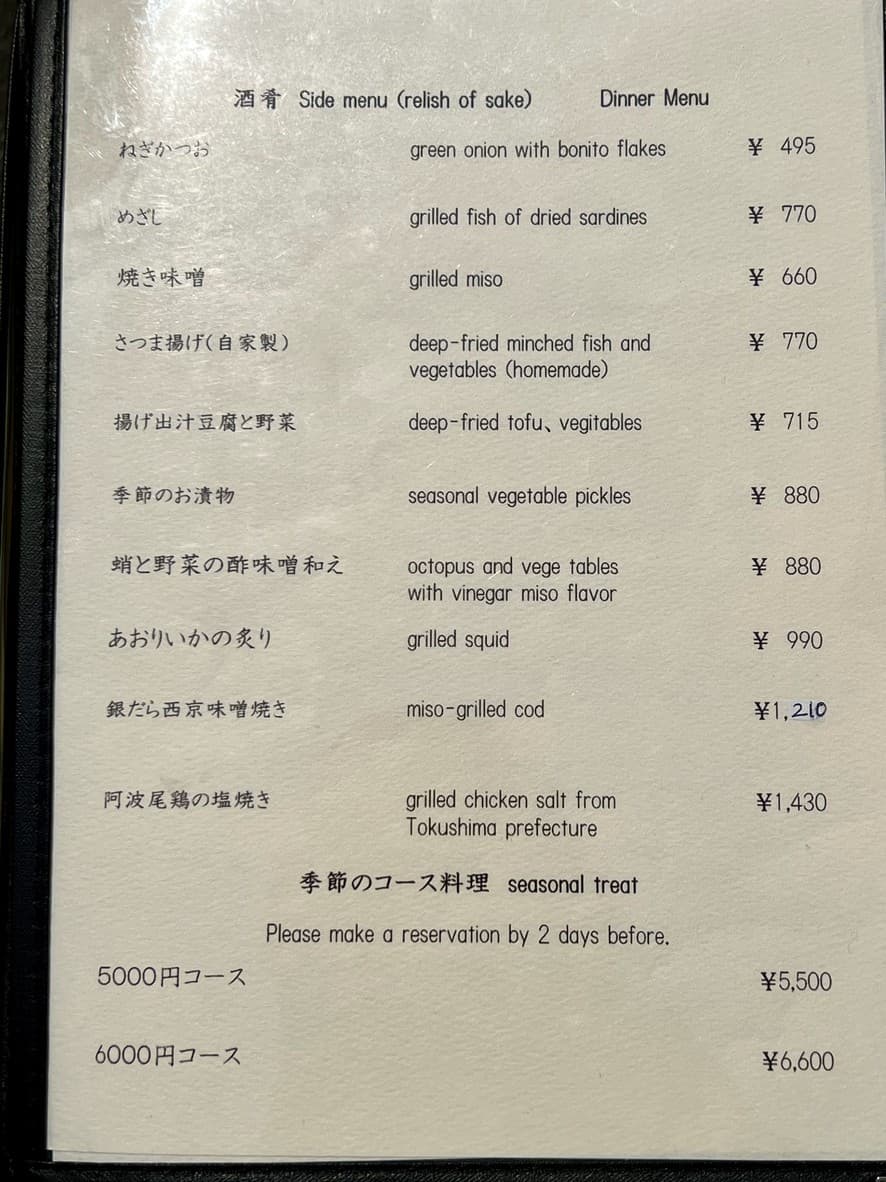 酒肴 Side menu (relish of sake) Dinner Menu
ねぎかつお green onion with bonito flakes ¥ 495
めざし grilled fish of dried sardines ¥ 770
焼き味噌 grilled miso ¥ 660
さつま揚げ(自家製) deep-fried minched fish and ¥ 770
vegetables (homemade)
揚げ出汁豆腐と野菜 deep-fried tofu、vegitables ¥ 715
季節のお漬物 seasonal vegetable pickles ¥ 880
蛸と野菜の酢味噌和え octopus and vege tables ¥ 880
with vinegar miso flavor
あおりいかの炙り grilled squid ¥ 990
銀だら西京味噌焼き miso-grilled cod ¥1,210
阿波尾鶏の塩焼き grilled chicken salt from ¥1,430
Tokushima prefecture
季節のコース料理 seasonal treat
Please make a reservation by 2 days before.
5000円コース ¥5,500
6000円コース ¥6,600